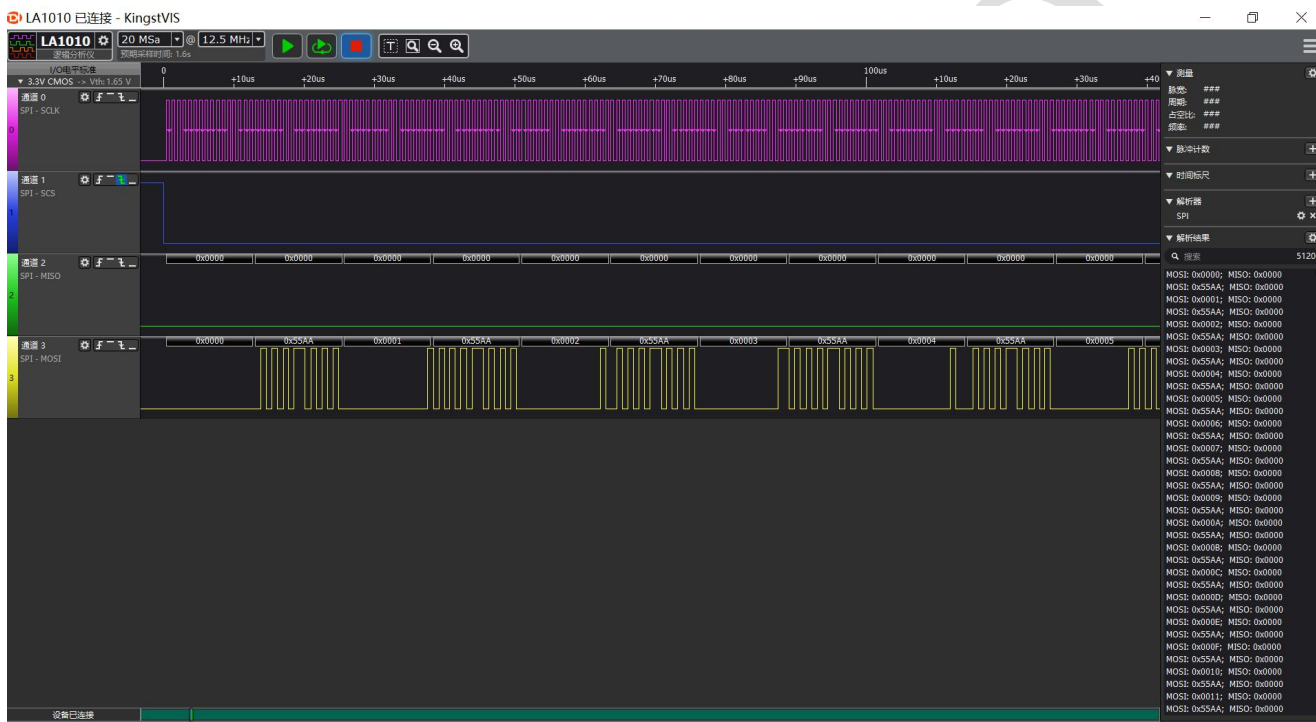 LA1010 已连接 - KingstVIS
LA1010
逻辑分析仪
20 MSa @ 12.5 MHz
预期采样时间: 1.6s
I/O电平标准
3.3V CMOS -> Vth: 1.65 V
0 +10us +20us +30us +40us +50us +60us +70us +80us +90us 100us +10us +20us +30us +40
通道 0
SPI - SCLK
0
通道 1
SPI - SCS
1
通道 2
SPI - MISO
2
0x0000 0x0000 0x0000 0x0000 0x0000 0x0000 0x0000 0x0000 0x0000 0x0000 0x0000
通道 3
SPI - MOSI
3
0x0000 0x55AA 0x0001 0x55AA 0x0002 0x55AA 0x0003 0x55AA 0x0004 0x55AA 0x0005
设备已连接
测量
脉宽: ###
周期: ###
占空比: ###
频率: ###
脉冲计数
时间标尺
解析器
SPI
解析结果
搜索 5120
MOSI: 0x0000; MISO: 0x0000
MOSI: 0x55AA; MISO: 0x0000
MOSI: 0x0001; MISO: 0x0000
MOSI: 0x55AA; MISO: 0x0000
MOSI: 0x0002; MISO: 0x0000
MOSI: 0x55AA; MISO: 0x0000
MOSI: 0x0003; MISO: 0x0000
MOSI: 0x55AA; MISO: 0x0000
MOSI: 0x0004; MISO: 0x0000
MOSI: 0x55AA; MISO: 0x0000
MOSI: 0x0005; MISO: 0x0000
MOSI: 0x55AA; MISO: 0x0000
MOSI: 0x0006; MISO: 0x0000
MOSI: 0x55AA; MISO: 0x0000
MOSI: 0x0007; MISO: 0x0000
MOSI: 0x55AA; MISO: 0x0000
MOSI: 0x0008; MISO: 0x0000
MOSI: 0x55AA; MISO: 0x0000
MOSI: 0x0009; MISO: 0x0000
MOSI: 0x55AA; MISO: 0x0000
MOSI: 0x000A; MISO: 0x0000
MOSI: 0x55AA; MISO: 0x0000
MOSI: 0x000B; MISO: 0x0000
MOSI: 0x55AA; MISO: 0x0000
MOSI: 0x000C; MISO: 0x0000
MOSI: 0x55AA; MISO: 0x0000
MOSI: 0x000D; MISO: 0x0000
MOSI: 0x55AA; MISO: 0x0000
MOSI: 0x000E; MISO: 0x0000
MOSI: 0x55AA; MISO: 0x0000
MOSI: 0x000F; MISO: 0x0000
MOSI: 0x55AA; MISO: 0x0000
MOSI: 0x0010; MISO: 0x0000
MOSI: 0x55AA; MISO: 0x0000
MOSI: 0x0011; MISO: 0x0000
MOSI: 0x55AA; MISO: 0x0000